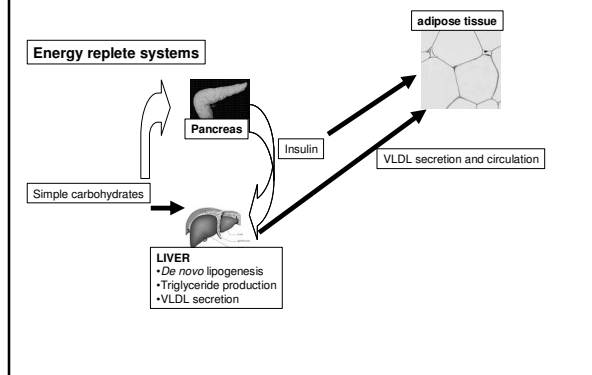 adipose tissue
Energy replete systems
Pancreas
Insulin
VLDL secretion and circulation
Simple carbohydrates
LIVER
•De novo lipogenesis
•Triglyceride production
•VLDL secretion